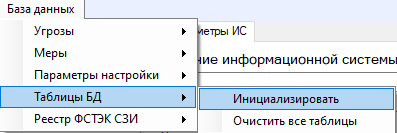 База данных
Угрозы
Меры
Параметры настройки
Таблицы БД
Реестр ФСТЭК СЗИ
метры ИС
ние информационной системы
Инициализировать
Очистить все таблицы